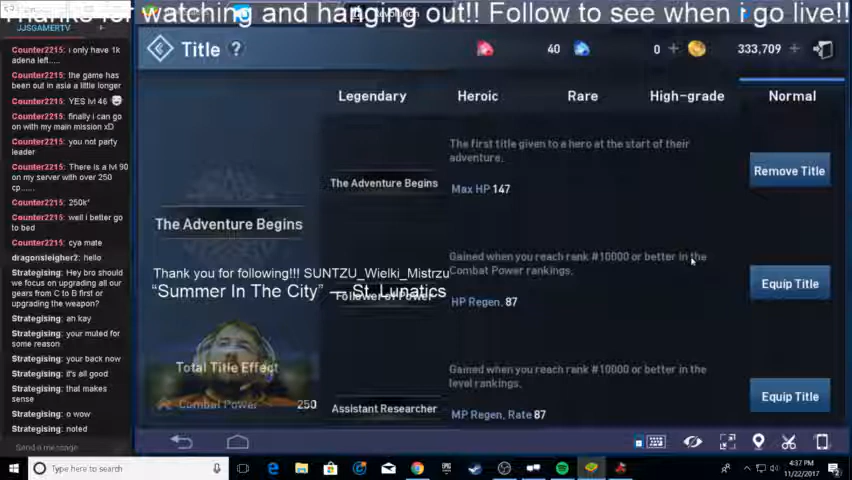 Thanks for watching and hanging out!! Follow to see when i go live!!
JJSGAMERTV
Counter2215: i only have 1k
adena left.....
Counter2215: the game has
been out in asia a little longer
Counter2215: YES lvl 46
Counter2215: finally i can go
on with my main mission xD
Counter2215: you not party
leader
Counter2215: There is a lvl 90
on my server with over 250
cp......
Counter2215: 250k*
Counter2215: well i better go
to bed
Counter2215: cya mate
dragonsleigher2: hello
Strategising: Hey bro should
we focus on upgrading all our
gears from C to B first or
upgrading the weapon?
Strategising: ah kay
Strategising: your muted for
some reason
Strategising: your back now
Strategising: it's all good
Strategising: that makes
sense
Strategising: o wow
Strategising: noted
Send a message
Title ?
40
0
333,709
Legendary
Heroic
Rare
High-grade
Normal
The Adventure Begins
The first title given to a hero at the start of their
adventure.
The Adventure Begins
Max HP 147
Remove Title
Gained when you reach rank #10000 or better in the
Combat Power rankings.
Follower of Power
HP Regen. 87
Equip Title
Thank you for following!!! SUNTZU_Wielki_Mistrzu
"Summer In The City" — St. Lunatics
Gained when you reach rank #10000 or better in the
level rankings.
Assistant Researcher
MP Regen. Rate 87
Equip Title
Total Title Effect
Combat Power 250
Type here to search
4:37 PM
11/22/2017